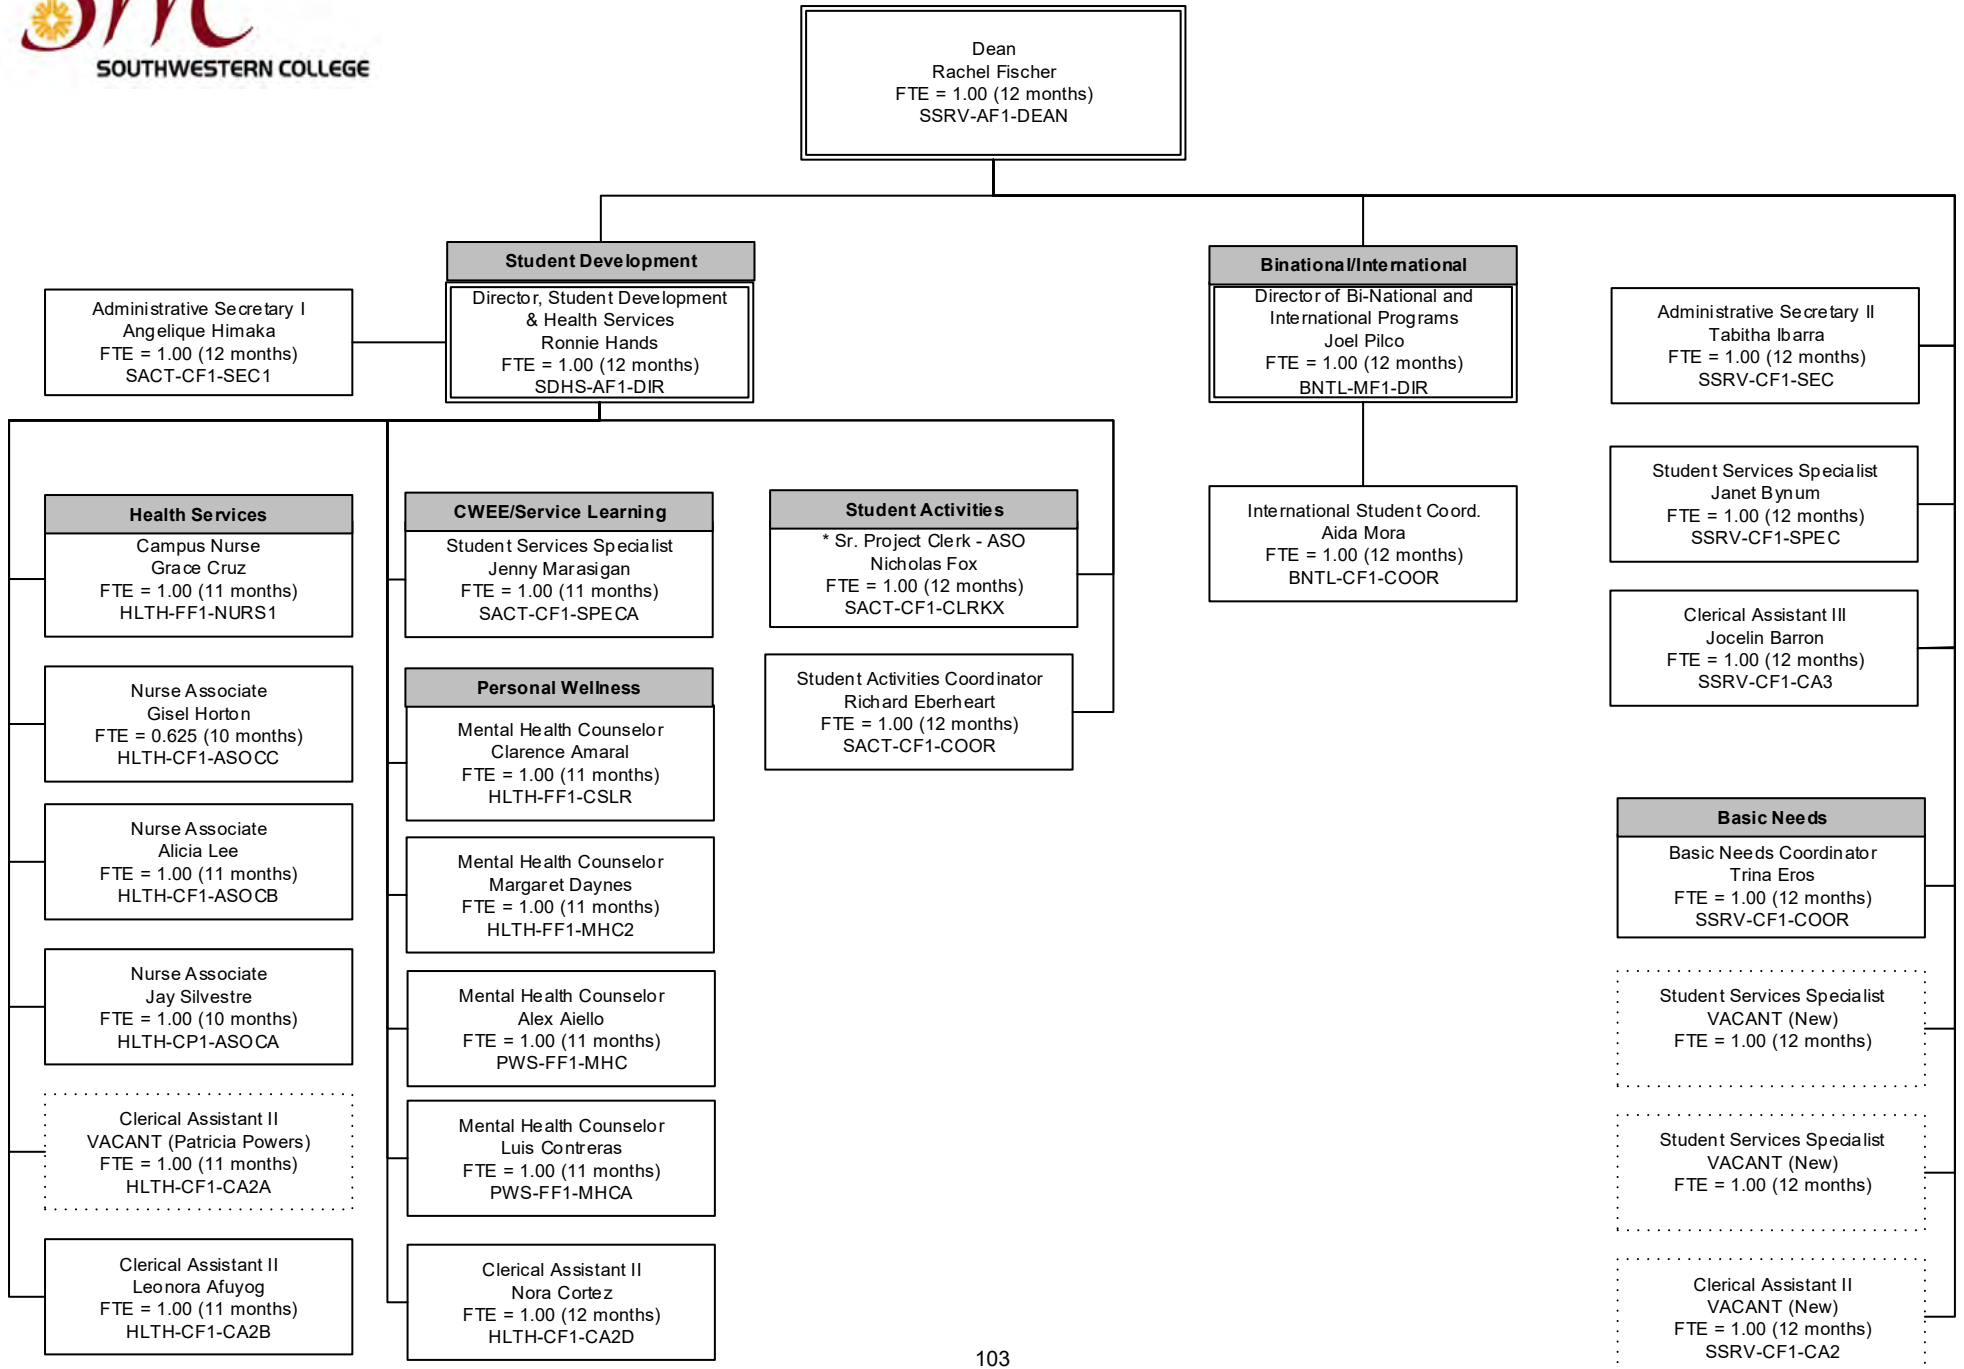 SOUTHWESTERN COLLEGE
Dean
Rachel Fischer
FTE = 1.00 (12 months)
SSRV-AF1-DEAN
Student Development
Director, Student Development
& Health Services
Ronnie Hands
FTE = 1.00 (12 months)
SDHS-AF1-DIR
Administrative Secretary I
Angelique Himaka
FTE = 1.00 (12 months)
SACT-CF1-SEC1
Binational/International
Director of Bi-National and
International Programs
Joel Pilco
FTE = 1.00 (12 months)
BNTL-MF1-DIR
Administrative Secretary II
Tabitha Ibarra
FTE = 1.00 (12 months)
SSRV-CF1-SEC
Student Services Specialist
Janet Bynum
FTE = 1.00 (12 months)
SSRV-CF1-SPEC
Clerical Assistant III
Jocelin Barron
FTE = 1.00 (12 months)
SSRV-CF1-CA3
Health Services
Campus Nurse
Grace Cruz
FTE = 1.00 (11 months)
HLTH-FF1-NURS1
Nurse Associate
Gisel Horton
FTE = 0.625 (10 months)
HLTH-CF1-ASOCC
Nurse Associate
Alicia Lee
FTE = 1.00 (11 months)
HLTH-CF1-ASOCB
Nurse Associate
Jay Silvestre
FTE = 1.00 (10 months)
HLTH-CP1-ASOCA
Clerical Assistant II
VACANT (Patricia Powers)
FTE = 1.00 (11 months)
HLTH-CF1-CA2A
Clerical Assistant II
Leonora Afuyog
FTE = 1.00 (11 months)
HLTH-CF1-CA2B
CWEE/Service Learning
Student Services Specialist
Jenny Marasigan
FTE = 1.00 (11 months)
SACT-CF1-SPECA
Personal Wellness
Mental Health Counselor
Clarence Amaral
FTE = 1.00 (11 months)
HLTH-FF1-CSLR
Mental Health Counselor
Margaret Daynes
FTE = 1.00 (11 months)
HLTH-FF1-MHC2
Mental Health Counselor
Alex Aiello
FTE = 1.00 (11 months)
PWS-FF1-MHC
Mental Health Counselor
Luis Contreras
FTE = 1.00 (11 months)
PWS-FF1-MHCA
Clerical Assistant II
Nora Cortez
FTE = 1.00 (12 months)
HLTH-CF1-CA2D
Student Activities
* Sr. Project Clerk - ASO
Nicholas Fox
FTE = 1.00 (12 months)
SACT-CF1-CLRKX
Student Activities Coordinator
Richard Eberheart
FTE = 1.00 (12 months)
SACT-CF1-COOR
International Student Coord.
Aida Mora
FTE = 1.00 (12 months)
BNTL-CF1-COOR
Basic Needs
Basic Needs Coordinator
Trina Eros
FTE = 1.00 (12 months)
SSRV-CF1-COOR
Student Services Specialist
VACANT (New)
FTE = 1.00 (12 months)
Student Services Specialist
VACANT (New)
FTE = 1.00 (12 months)
Clerical Assistant II
VACANT (New)
FTE = 1.00 (12 months)
SSRV-CF1-CA2
103